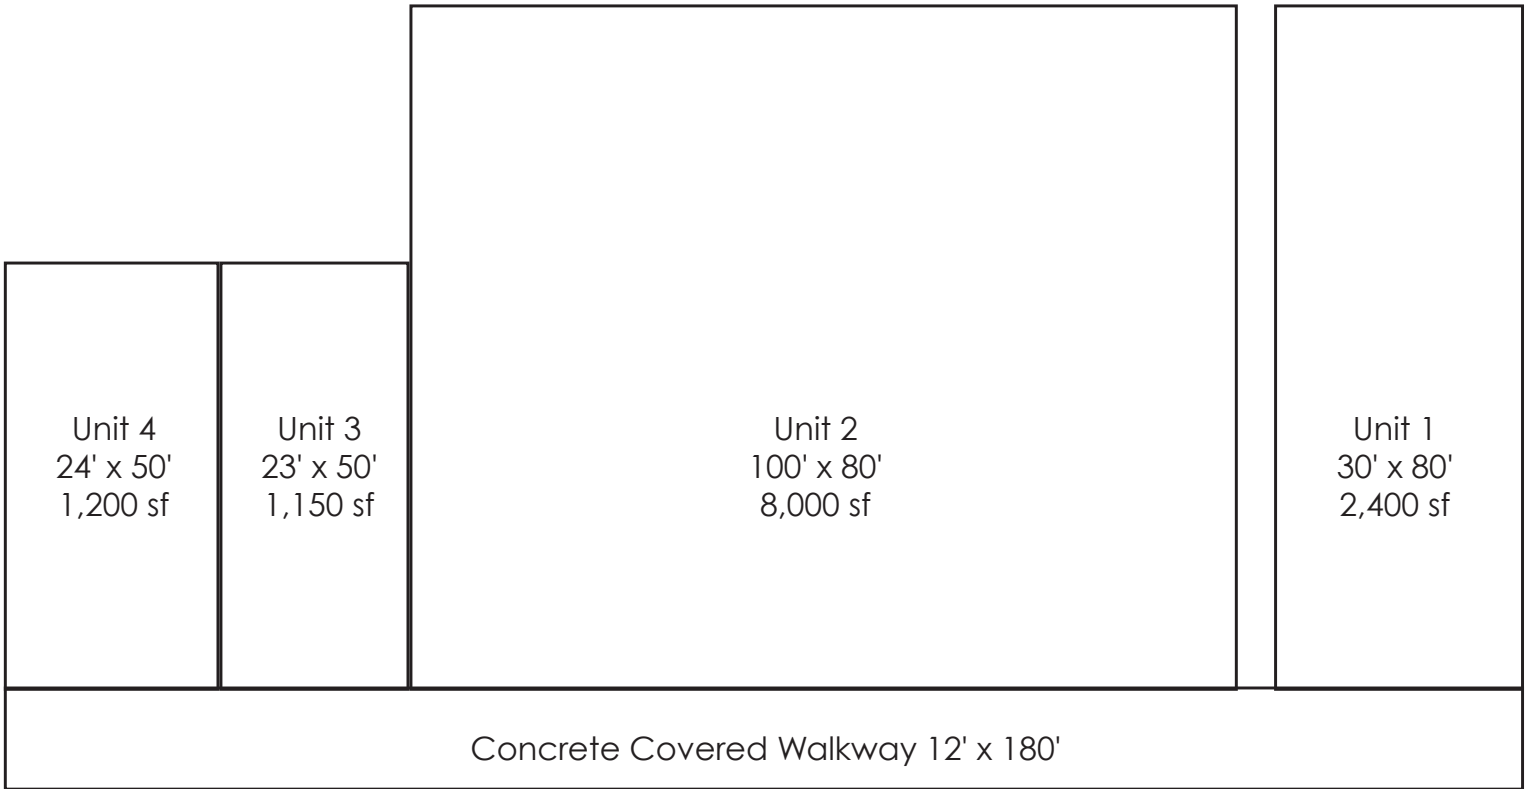 Unit 4
24' x 50'
1,200 sf
Unit 3
23' x 50'
1,150 sf
Unit 2
100' x 80'
8,000 sf
Unit 1
30' x 80'
2,400 sf
Concrete Covered Walkway 12' x 180'